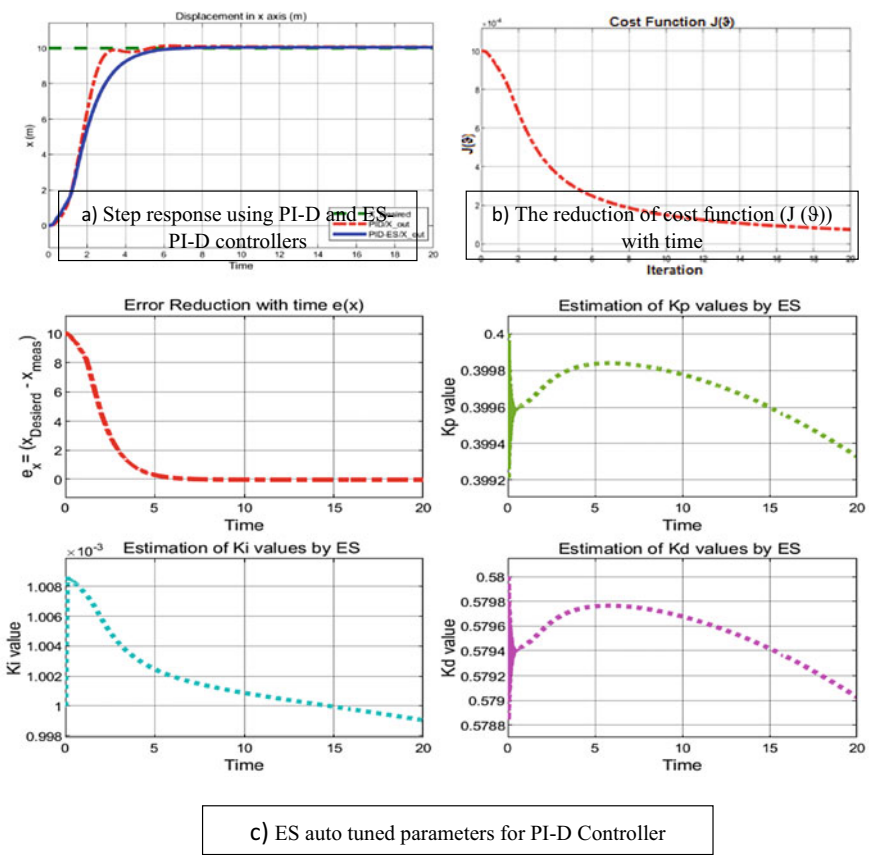 Displacement in x axis (m)
12
10
8
6
4
2
0
x (m)
0 2 4 6 8 10 12 14 16 18 20
Time
PID/X_out
PID-ES/X_out
a) Step response using PI-D and ES-
PI-D controllers
Cost Function J(ϑ)
10
8
6
4
2
0
J(ϑ)
0 2 4 6 8 10 12 14 16 18 20
Iteration
b) The reduction of cost function (J (ϑ))
with time
Error Reduction with time e(x)
10
8
6
4
2
0
e_x = (x_Desierd - x_meas)
0 5 10 15 20
Time
Estimation of Kp values by ES
0.4
0.3998
0.3996
0.3994
0.3992
Kp value
0 5 10 15 20
Time
×10⁻³ Estimation of Ki values by ES
1.008
1.006
1.004
1.002
1
0.998
Ki value
0 5 10 15 20
Time
Estimation of Kd values by ES
0.58
0.5798
0.5796
0.5794
0.5792
0.579
0.5788
Kd value
0 5 10 15 20
Time
c) ES auto tuned parameters for PI-D Controller